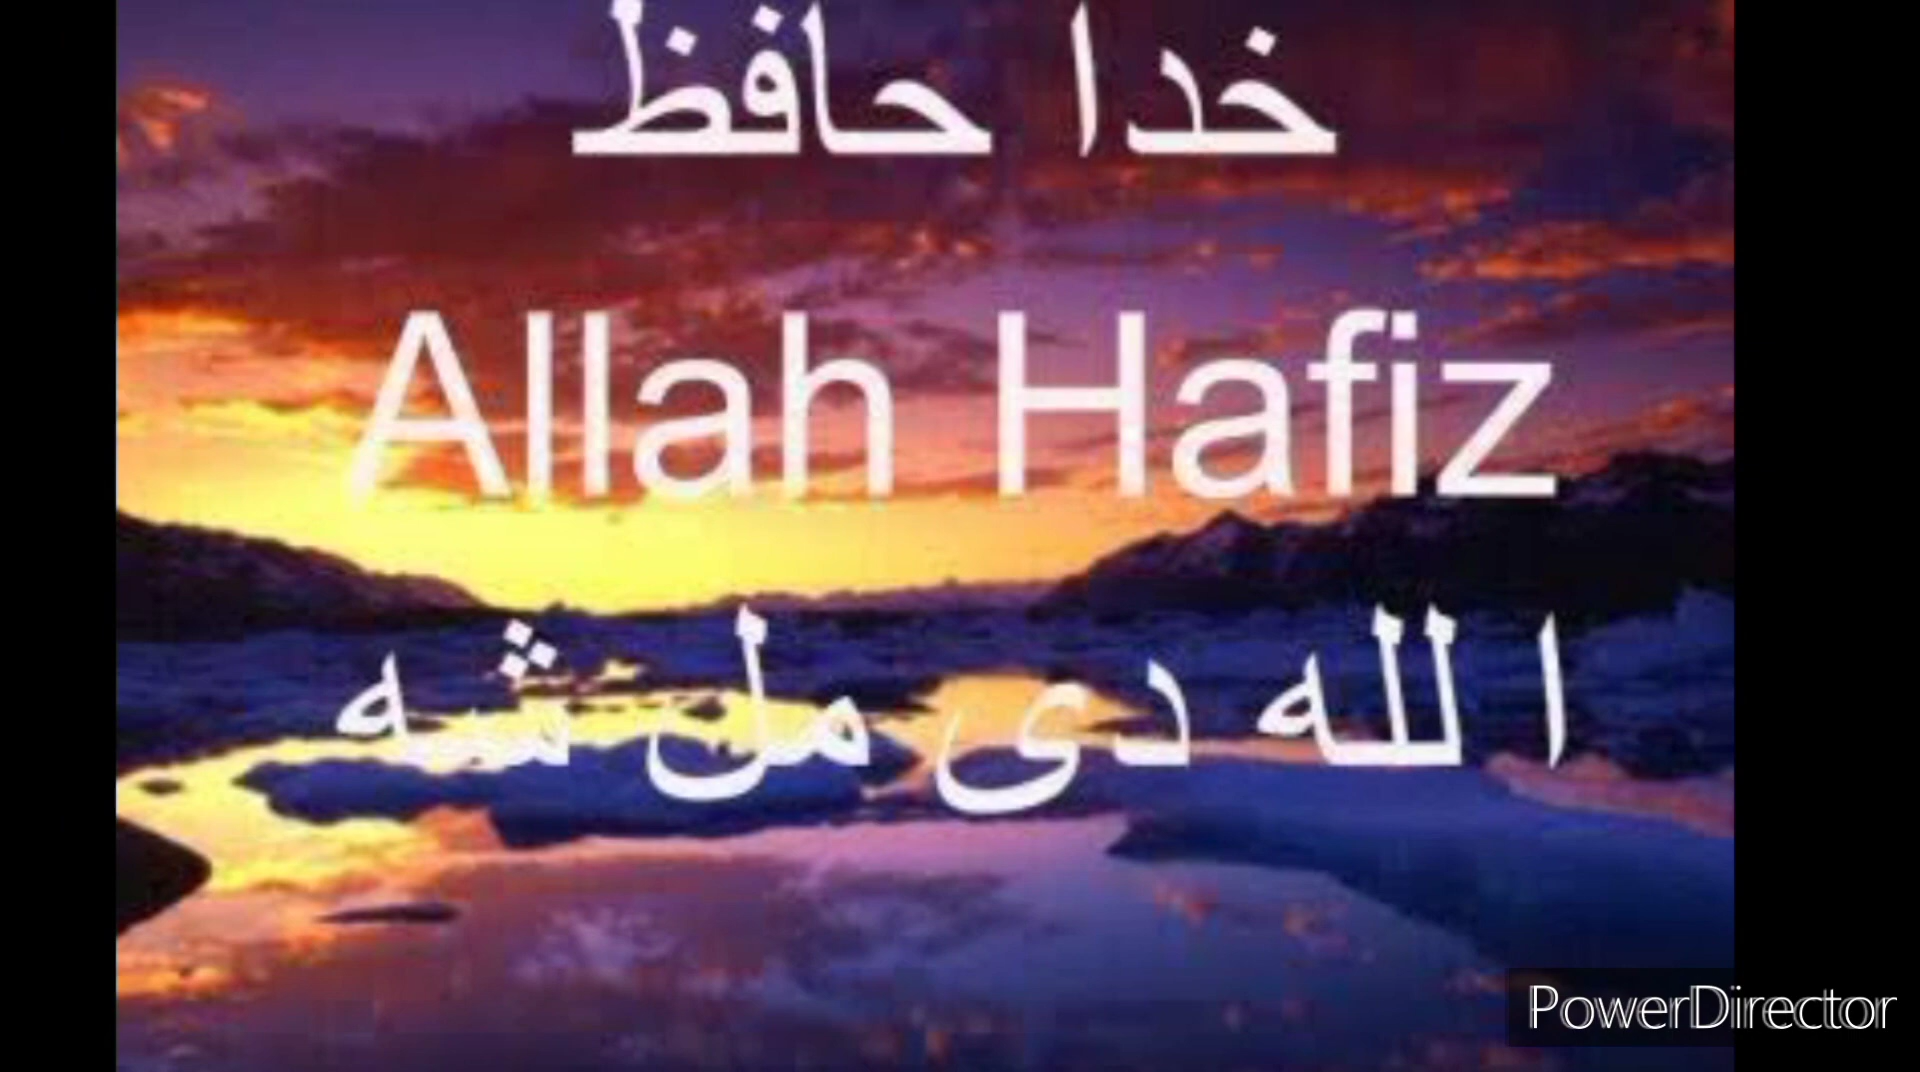 خدا حافظ
Allah Hafiz
الله دی مل شه
PowerDirector